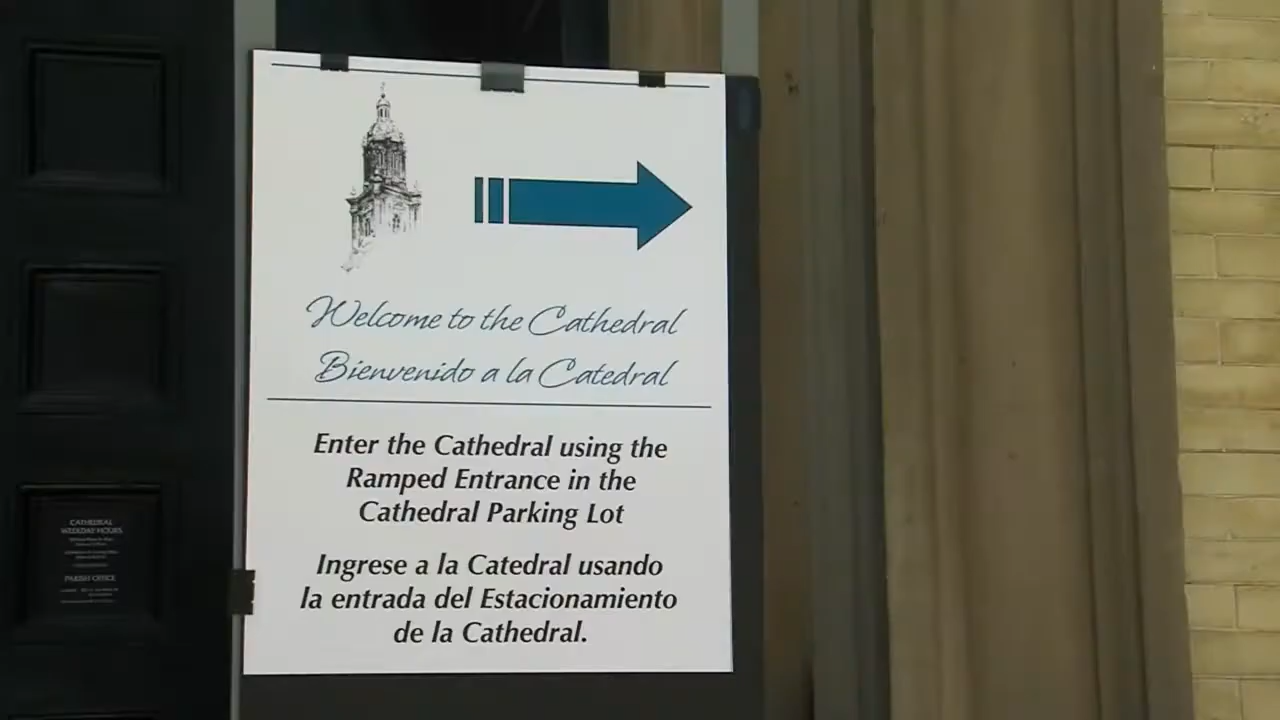 Welcome to the Cathedral
Bienvenido a la Catedral
Enter the Cathedral using the
Ramped Entrance in the
Cathedral Parking Lot
Ingrese a la Catedral usando
la entrada del Estacionamiento
de la Cathedral.
CATHEDRAL
WEEKDAY HOURS
PARISH OFFICE